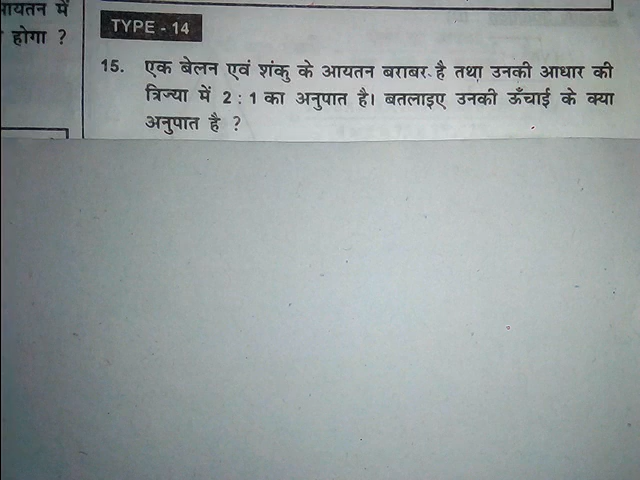 ायतन में
होगा ?
TYPE - 14
15. एक बेलन एवं शंकु के आयतन बराबर है तथा उनकी आधार की
त्रिज्या में 2 : 1 का अनुपात है। बतलाइए उनकी ऊँचाई के क्या
अनुपात है ?